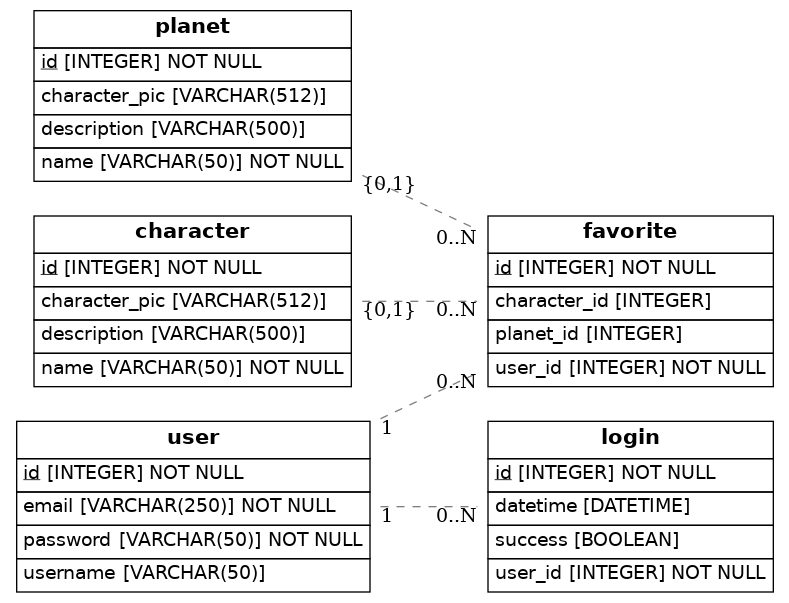 planet
id [INTEGER] NOT NULL
character_pic [VARCHAR(512)]
description [VARCHAR(500)]
name [VARCHAR(50)] NOT NULL
{0,1}
0..N
character
id [INTEGER] NOT NULL
character_pic [VARCHAR(512)]
description [VARCHAR(500)]
name [VARCHAR(50)] NOT NULL
{0,1}
0..N
favorite
id [INTEGER] NOT NULL
character_id [INTEGER]
planet_id [INTEGER]
user_id [INTEGER] NOT NULL
0..N
1
user
id [INTEGER] NOT NULL
email [VARCHAR(250)] NOT NULL
password [VARCHAR(50)] NOT NULL
username [VARCHAR(50)]
1
0..N
login
id [INTEGER] NOT NULL
datetime [DATETIME]
success [BOOLEAN]
user_id [INTEGER] NOT NULL